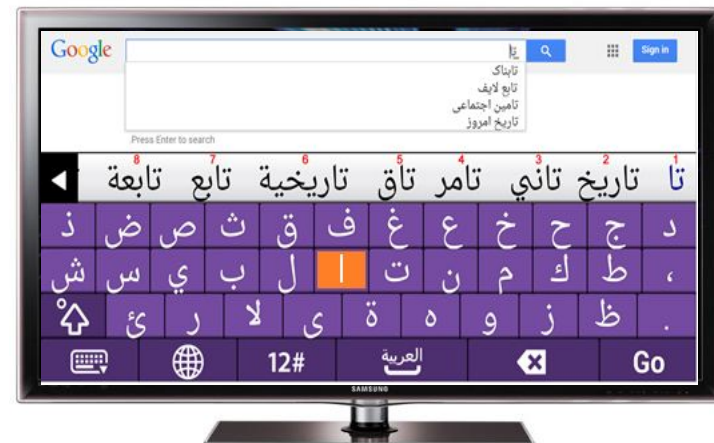 Google تا Sign in
تابناک
تابع لایف
تامین اجتماعی
تاریخ امروز
Press Enter to search
1 2 3 4 5 6 7 8
تا تاريخ تاني تامر تاق تاريخية تابع تابعة
د ج ح خ ع غ ف ق ث ص ض ذ
، ط ك م ن ت ا ل ب ي س ش
. ظ ز و ه ة ى لا ر ئ
12# العربية Go
SAMSUNG